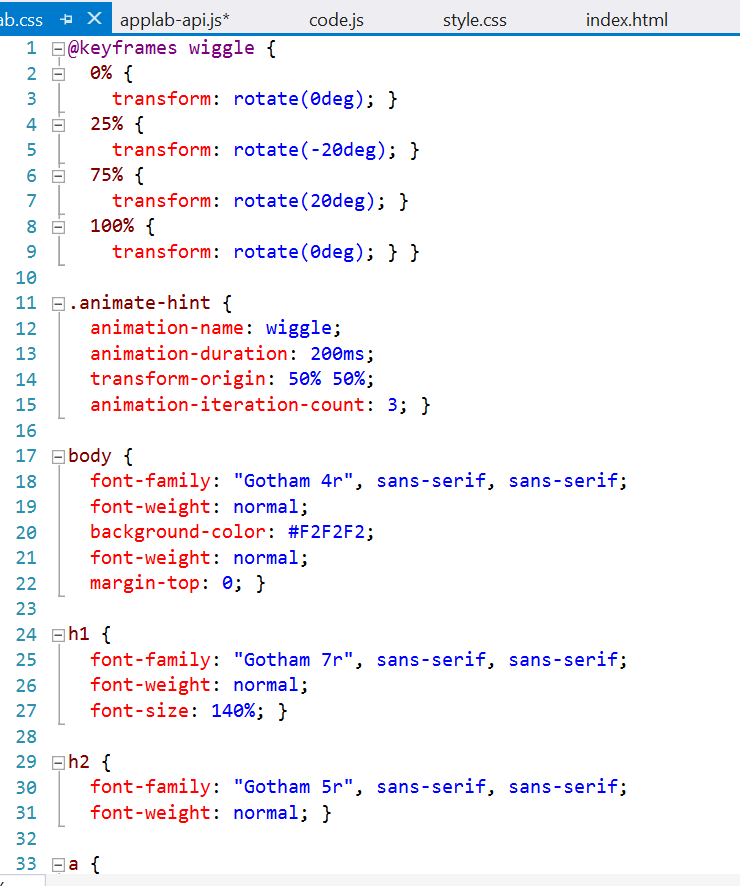 ab.css applab-api.js* code.js style.css index.html
1 @keyframes wiggle {
2 0% {
3 transform: rotate(0deg); }
4 25% {
5 transform: rotate(-20deg); }
6 75% {
7 transform: rotate(20deg); }
8 100% {
9 transform: rotate(0deg); } }
10
11 .animate-hint {
12 animation-name: wiggle;
13 animation-duration: 200ms;
14 transform-origin: 50% 50%;
15 animation-iteration-count: 3; }
16
17 body {
18 font-family: "Gotham 4r", sans-serif, sans-serif;
19 font-weight: normal;
20 background-color: #F2F2F2;
21 font-weight: normal;
22 margin-top: 0; }
23
24 h1 {
25 font-family: "Gotham 7r", sans-serif, sans-serif;
26 font-weight: normal;
27 font-size: 140%; }
28
29 h2 {
30 font-family: "Gotham 5r", sans-serif, sans-serif;
31 font-weight: normal; }
32
33 a {